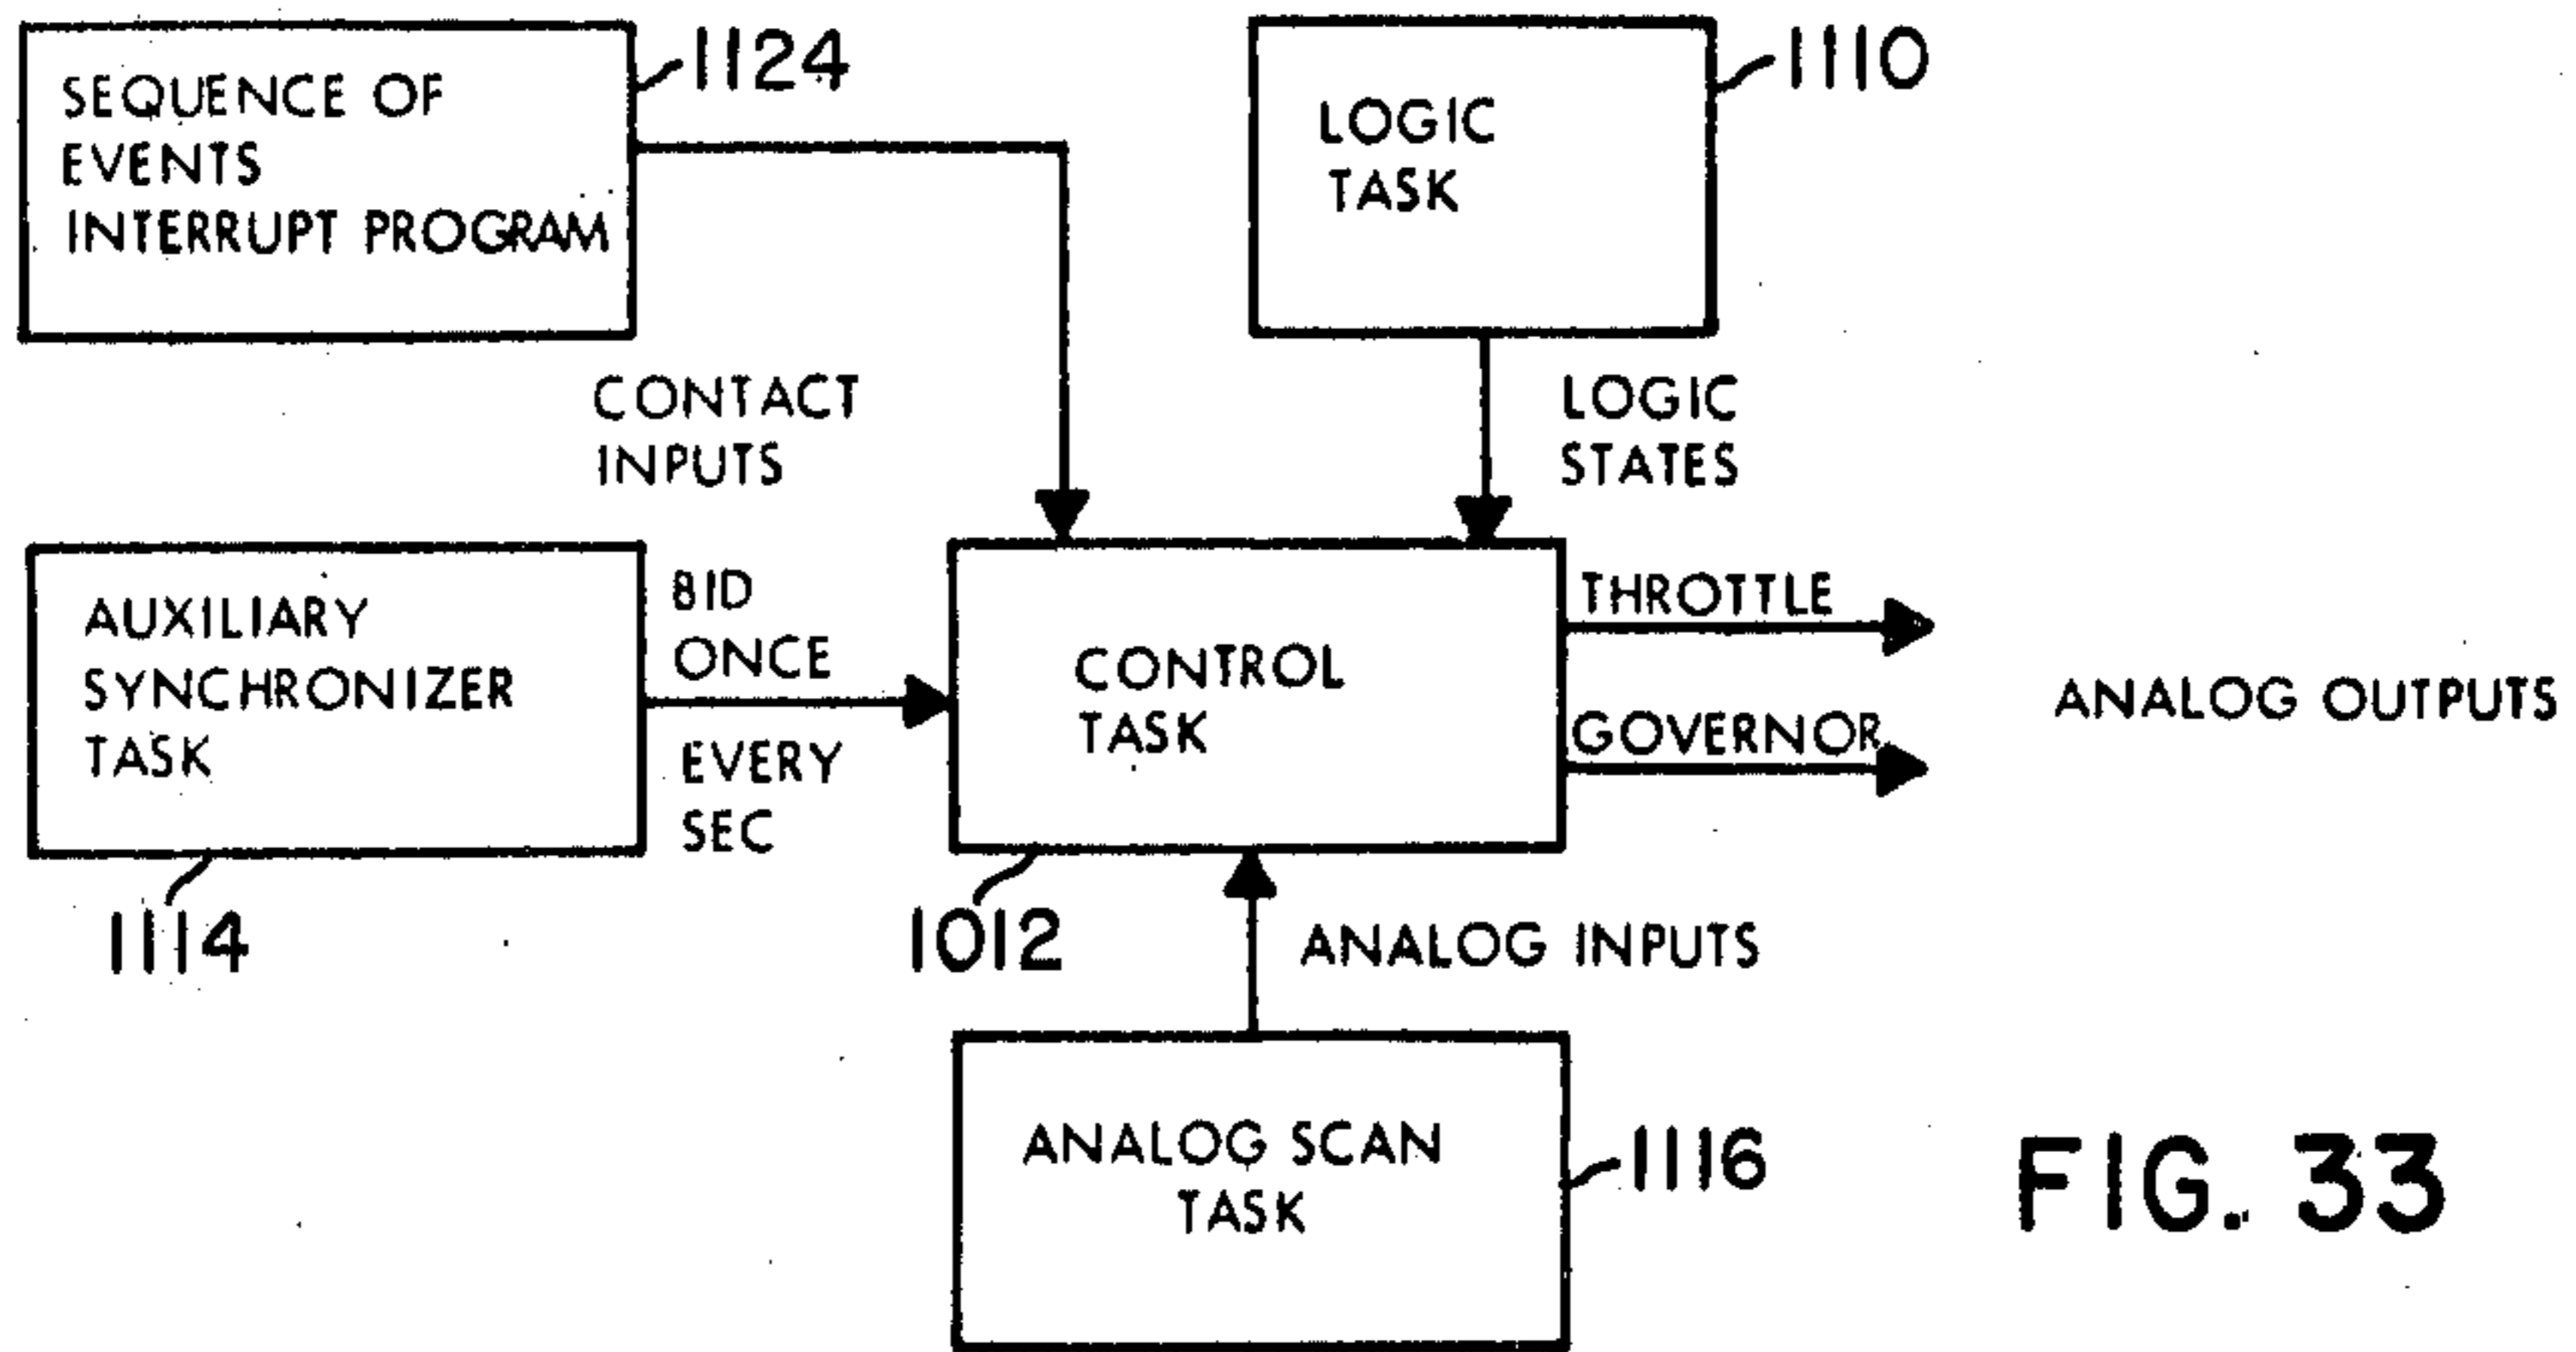 SEQUENCE OF
EVENTS
INTERRUPT PROGRAM
1124
LOGIC
TASK
1110
CONTACT
INPUTS
LOGIC
STATES
AUXILIARY
SYNCHRONIZER
TASK
1114
BID
ONCE
EVERY
SEC
CONTROL
TASK
1012
THROTTLE
GOVERNOR
ANALOG OUTPUTS
ANALOG INPUTS
ANALOG SCAN
TASK
1116
FIG. 33